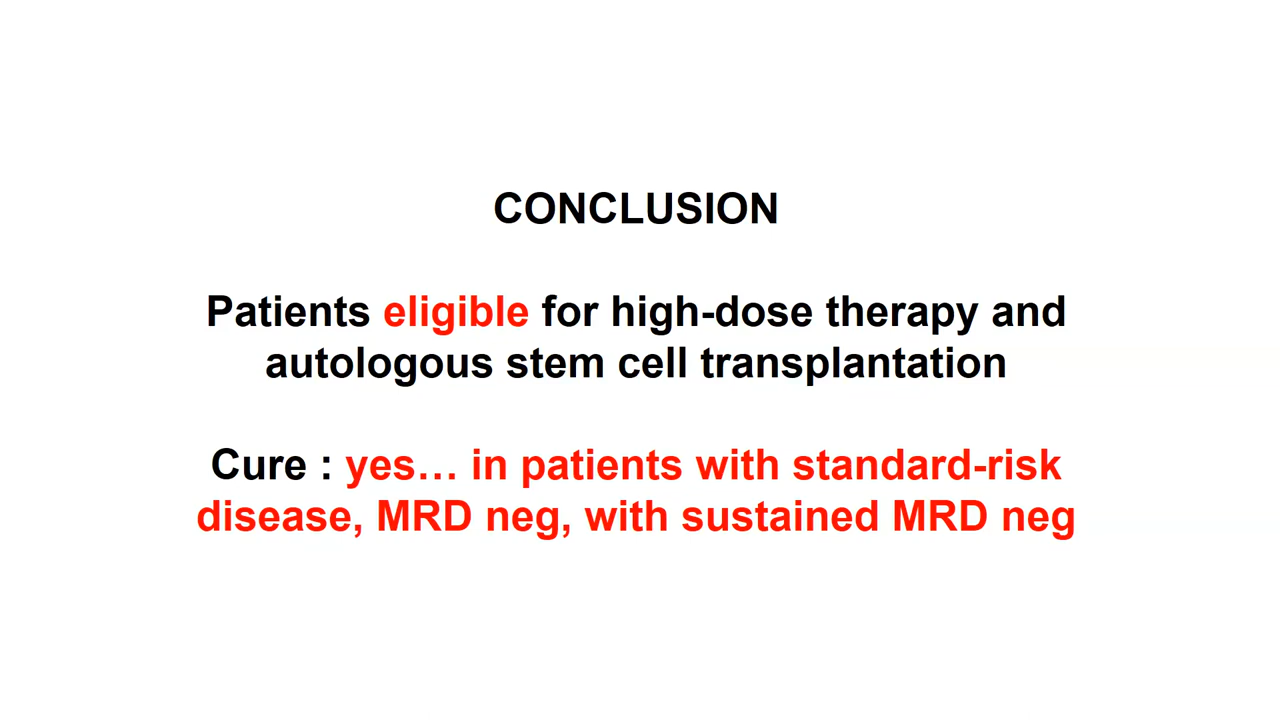 CONCLUSION
Patients eligible for high-dose therapy and
autologous stem cell transplantation
Cure : yes… in patients with standard-risk
disease, MRD neg, with sustained MRD neg